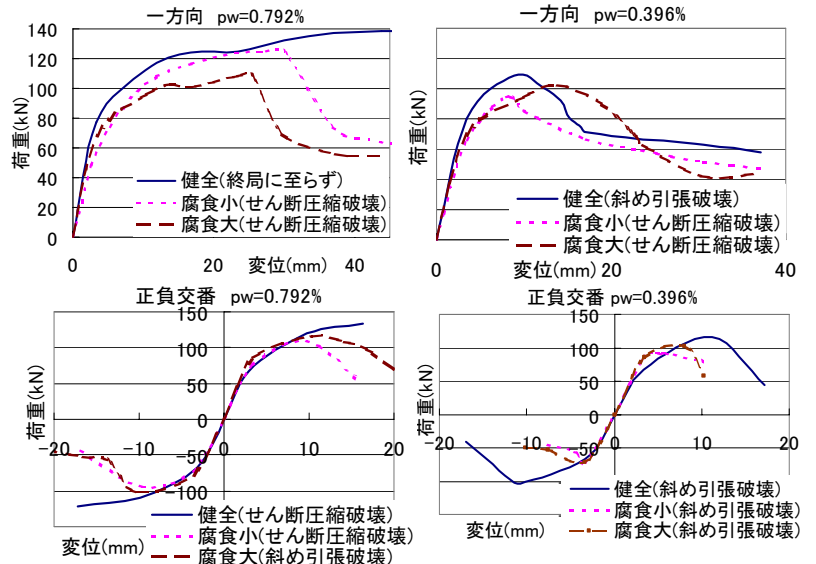 一方向 pw=0.792%
140
120
100
80
60
40
20
0
荷重(kN)
健全(終局に至らず)
腐食小(せん断圧縮破壊)
腐食大(せん断圧縮破壊)
0
20
40
変位(mm)
一方向 pw=0.396%
荷重(kN)
健全(斜め引張破壊)
腐食小(せん断圧縮破壊)
腐食大(せん断圧縮破壊)
0
変位(mm)
20
40
正負交番 pw=0.792%
150
100
50
0
-50
-100
荷重(kN)
-20
-10
0
10
20
変位(mm)
健全(せん断圧縮破壊)
腐食小(せん断圧縮破壊)
腐食大(斜め引張破壊)
正負交番 pw=0.396%
150
100
50
0
-50
-100
荷重(kN)
-20
-10
0
10
20
変位(mm)
健全(斜め引張破壊)
腐食小(斜め引張破壊)
腐食大(斜め引張破壊)